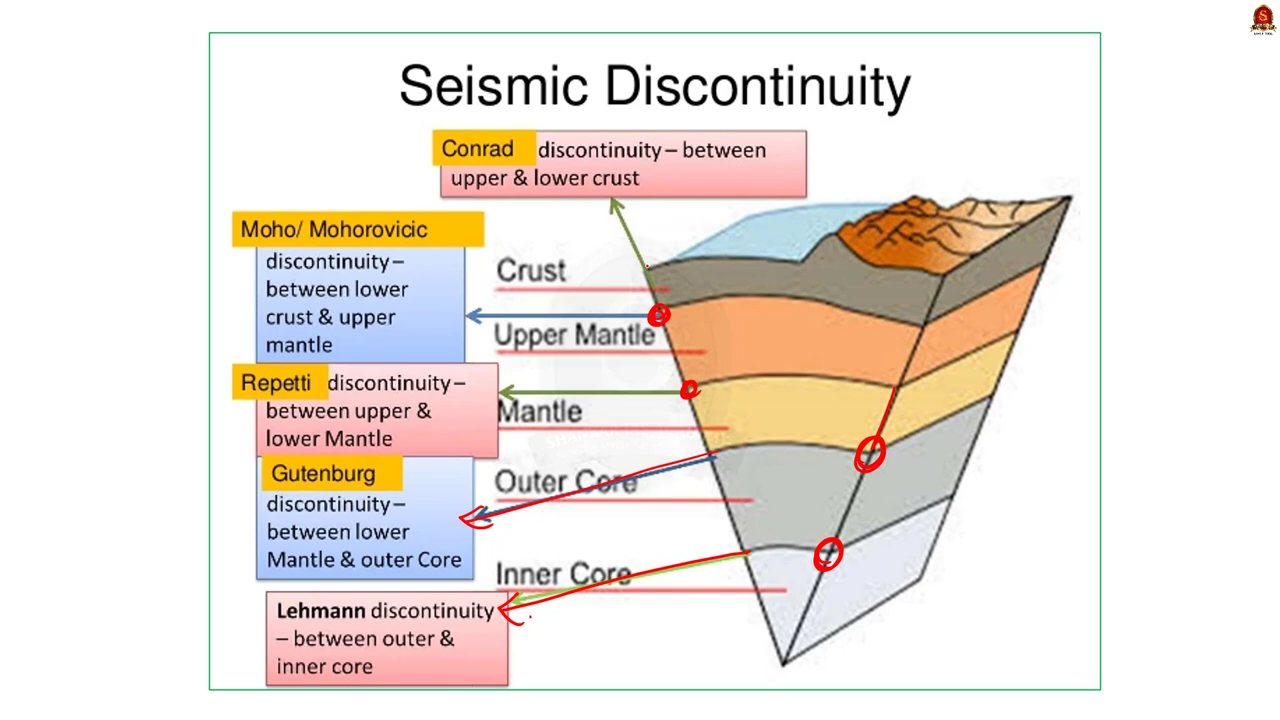 Seismic Discontinuity
Conrad discontinuity – between
upper & lower crust
Moho/ Mohorovicic
discontinuity –
between lower
crust & upper
mantle
Repetti discontinuity –
between upper &
lower Mantle
Gutenburg
discontinuity –
between lower
Mantle & outer Core
Lehmann discontinuity
– between outer &
inner core
Crust
Upper Mantle
Mantle
Outer Core
Inner Core